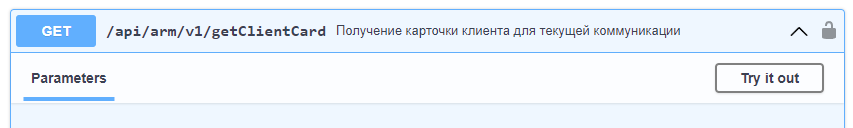 GET /api/arm/v1/getClientCard Получение карточки клиента для текущей коммуникации
Parameters Try it out